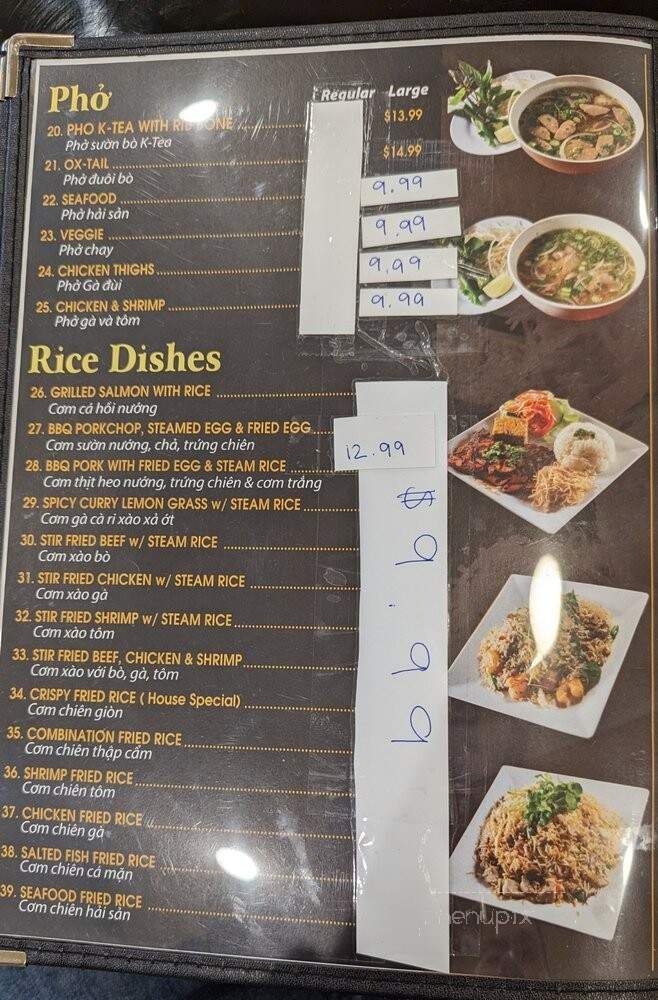 Phở
Regular Large
20. PHO K-TEA WITH RIB BONE $13.99
Phở sườn bò K-Tea
21. OX-TAIL $14.99
Phở đuôi bò
22. SEAFOOD 9.99
Phở hải sản
23. VEGGIE 9.99
Phở chay
24. CHICKEN THIGHS 9.99
Phở Gà đùi
25. CHICKEN & SHRIMP 9.99
Phở gà và tôm
Rice Dishes
26. GRILLED SALMON WITH RICE
Cơm cá hồi nướng
27. BBQ PORKCHOP, STEAMED EGG & FRIED EGG 12.99
Cơm sườn nướng, chả, trứng chiên
28. BBQ PORK WITH FRIED EGG & STEAM RICE
Cơm thịt heo nướng, trứng chiên & cơm trắng
29. SPICY CURRY LEMON GRASS w/ STEAM RICE
Cơm gà cà ri xào xả ớt
30. STIR FRIED BEEF w/ STEAM RICE
Cơm xào bò
31. STIR FRIED CHICKEN w/ STEAM RICE
Cơm xào gà
32. STIR FRIED SHRIMP w/ STEAM RICE
Cơm xào tôm
33. STIR FRIED BEEF, CHICKEN & SHRIMP
Cơm xào với bò, gà, tôm
34. CRISPY FRIED RICE ( House Special)
Cơm chiên giòn
35. COMBINATION FRIED RICE
Cơm chiên thập cẩm
36. SHRIMP FRIED RICE
Cơm chiên tôm
37. CHICKEN FRIED RICE
Cơm chiên gà
38. SALTED FISH FRIED RICE
Cơm chiên cá mặn
39. SEAFOOD FRIED RICE
Cơm chiên hải sản
$9.99
menupix